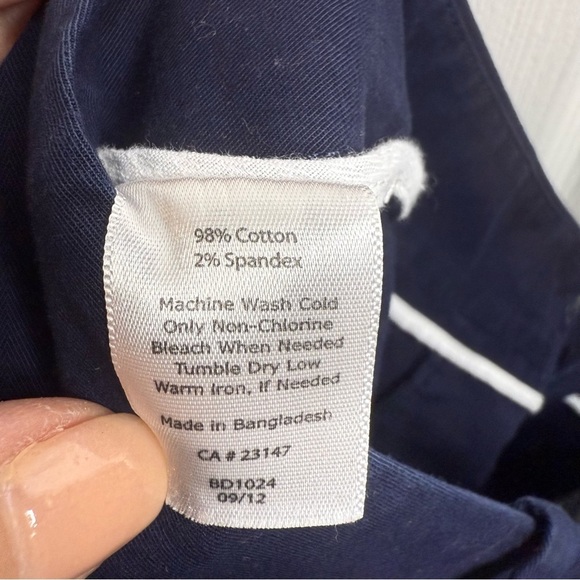 98% Cotton
2% Spandex
Machine Wash Cold
Only Non-Chlorine
Bleach When Needed
Tumble Dry Low
Warm Iron, If Needed
Made in Bangladesh
CA # 23147
BD1024
09/12